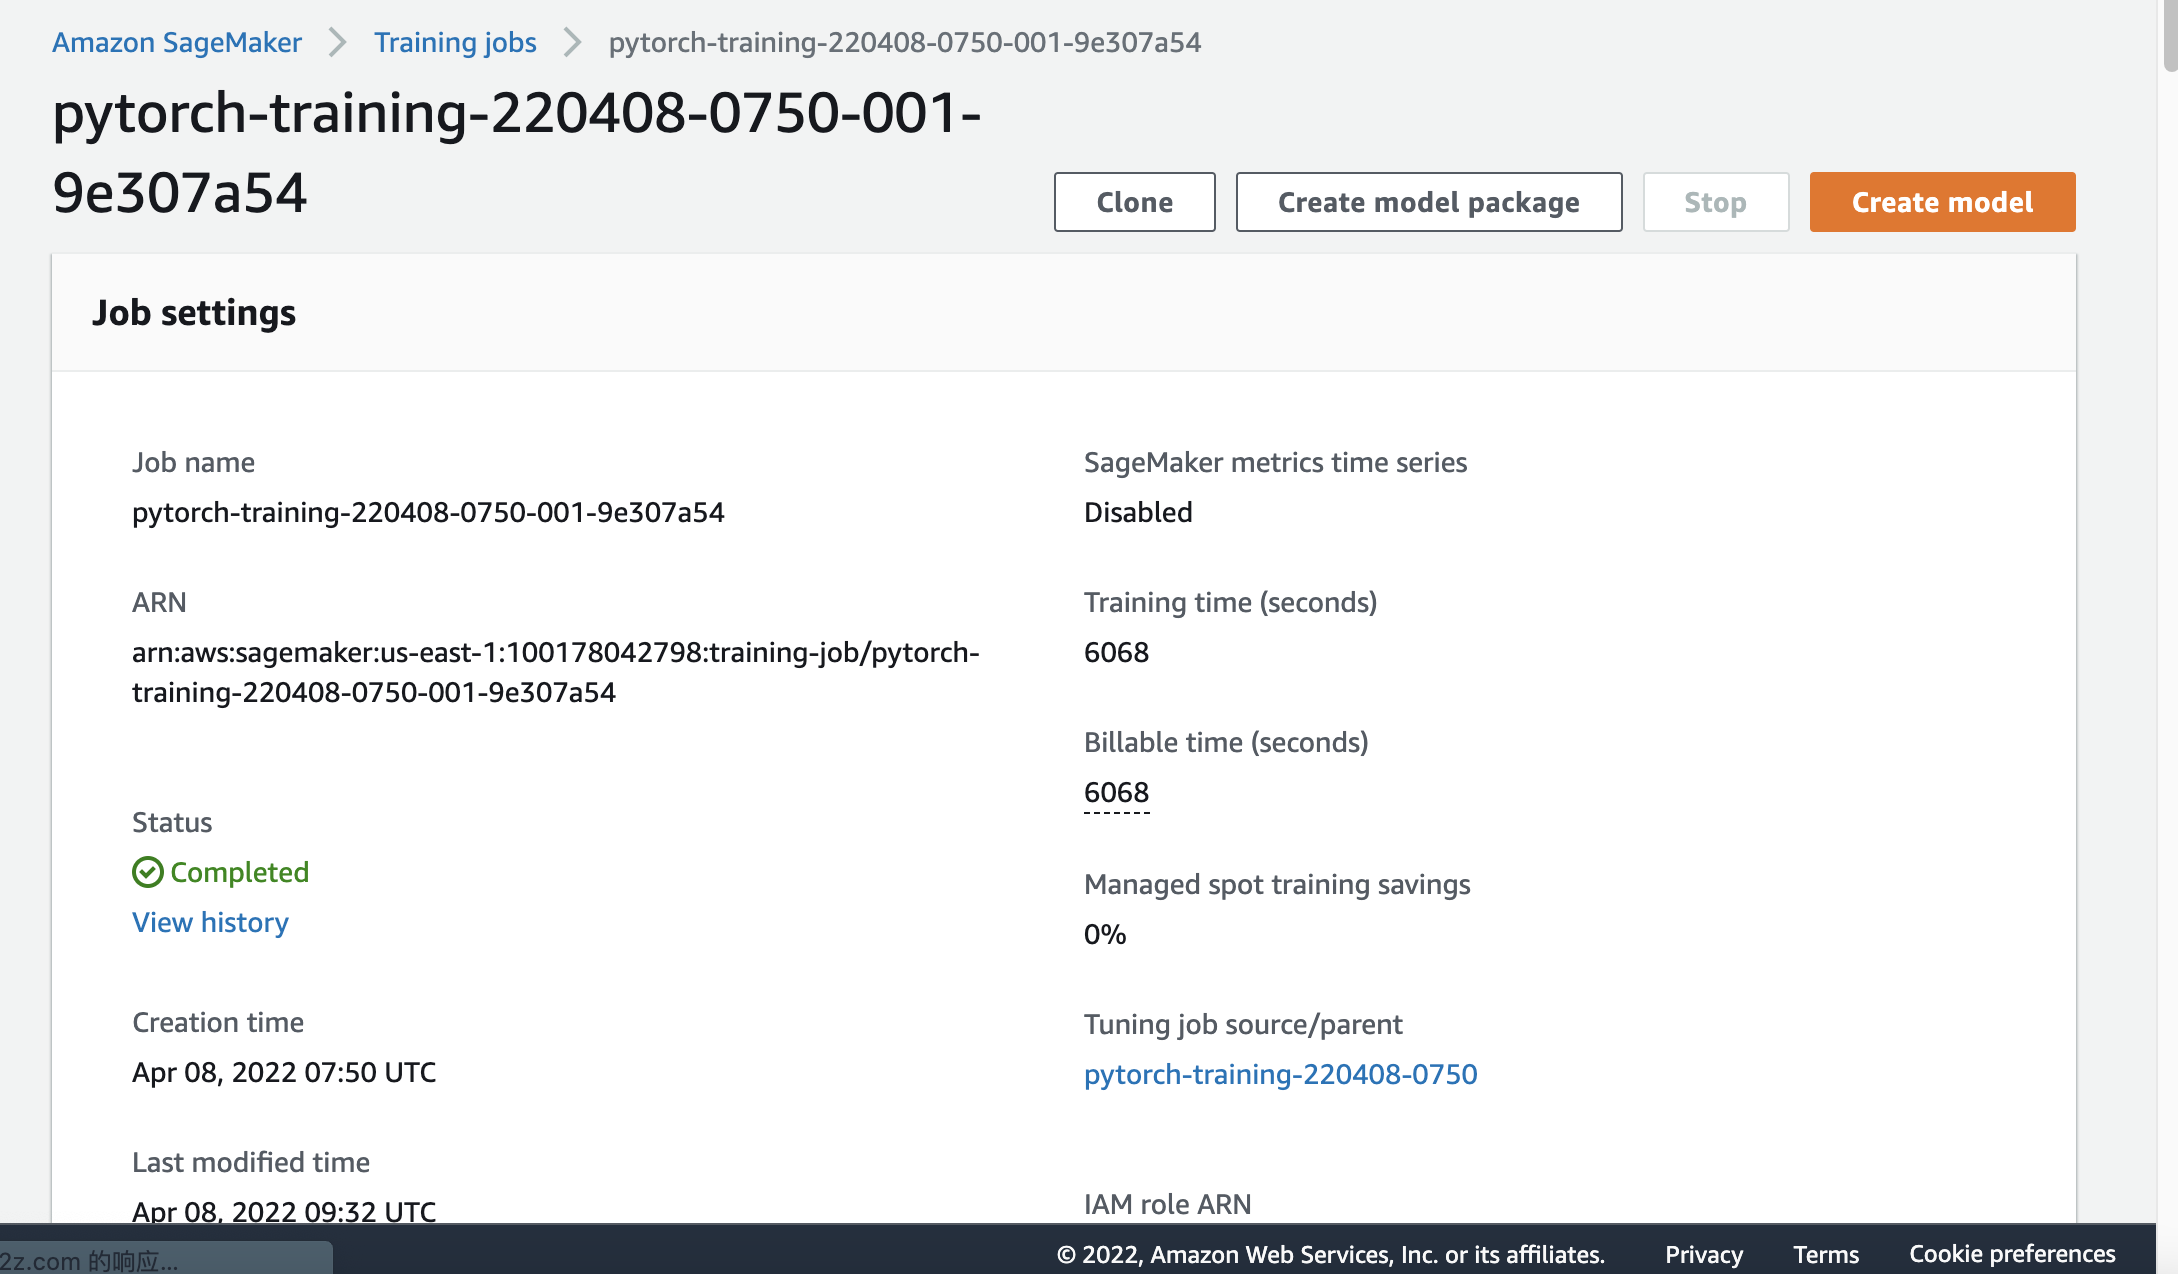 Amazon SageMaker > Training jobs > pytorch-training-220408-0750-001-9e307a54
pytorch-training-220408-0750-001-
9e307a54
Clone
Create model package
Stop
Create model
Job settings
Job name
pytorch-training-220408-0750-001-9e307a54
ARN
arn:aws:sagemaker:us-east-1:100178042798:training-job/pytorch-
training-220408-0750-001-9e307a54
Status
Completed
View history
Creation time
Apr 08, 2022 07:50 UTC
Last modified time
Apr 08, 2022 09:32 UTC
SageMaker metrics time series
Disabled
Training time (seconds)
6068
Billable time (seconds)
6068
Managed spot training savings
0%
Tuning job source/parent
pytorch-training-220408-0750
IAM role ARN
2z.com 的响应...
© 2022, Amazon Web Services, Inc. or its affiliates.
Privacy
Terms
Cookie preferences